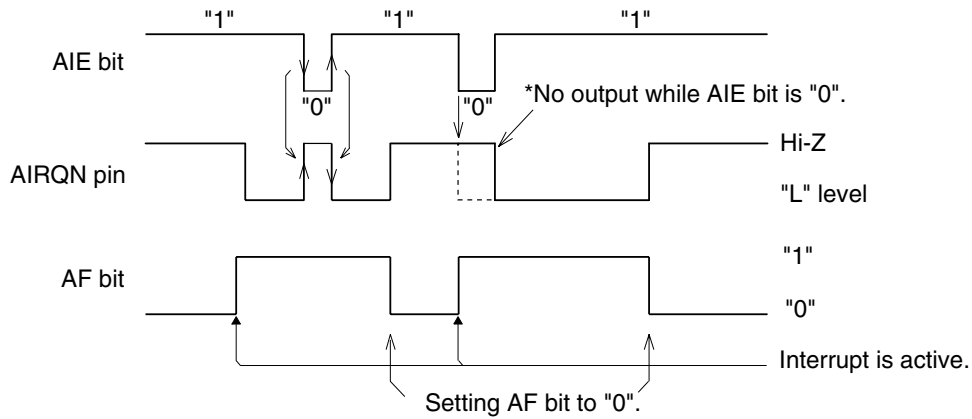 "1" "1" "1"
AIE bit
"0" "0" *No output while AIE bit is "0".
Hi-Z
AIRQN pin
"L" level
"1"
AF bit
"0"
Interrupt is active.
Setting AF bit to "0".